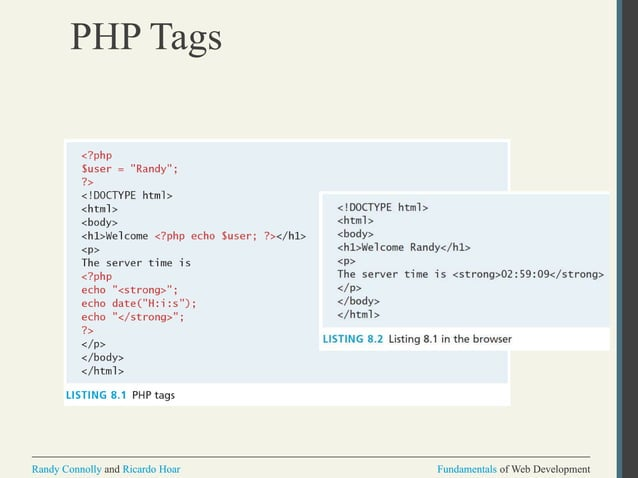 PHP Tags
<?php
$user = "Randy";
?>
<!DOCTYPE html>
<html>
<body>
<h1>Welcome <?php echo $user; ?></h1>
<p>
The server time is
<?php
echo "<strong>";
echo date("H:i:s");
echo "</strong>";
?>
</p>
</body>
</html>
LISTING 8.1 PHP tags
<!DOCTYPE html>
<html>
<body>
<h1>Welcome Randy</h1>
<p>
The server time is <strong>02:59:09</strong>
</p>
</body>
</html>
LISTING 8.2 Listing 8.1 in the browser
Randy Connolly and Ricardo Hoar
Fundamentals of Web Development